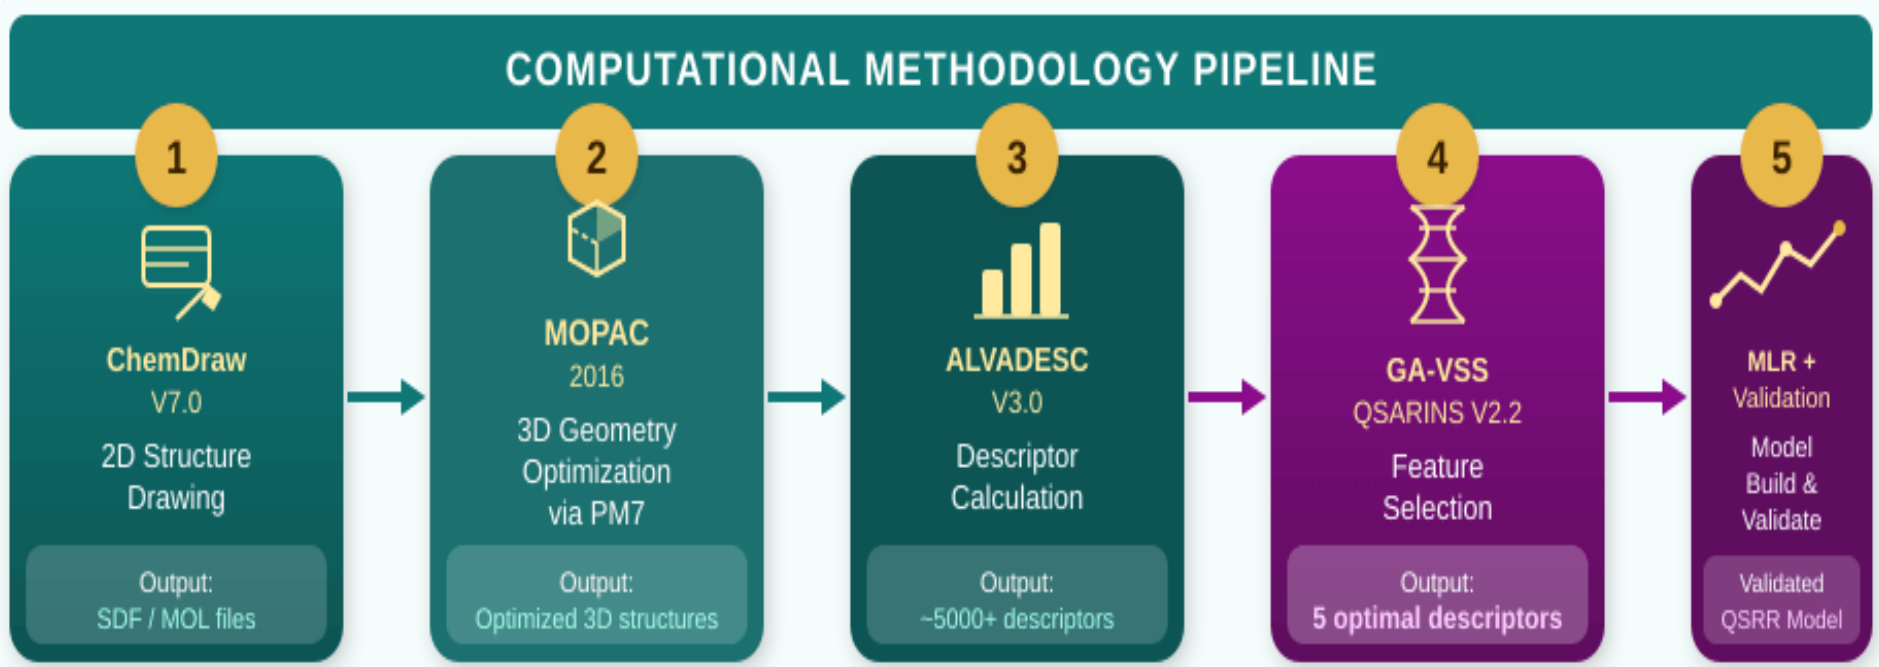 COMPUTATIONAL METHODOLOGY PIPELINE
1
ChemDraw
V7.0
2D Structure
Drawing
Output:
SDF / MOL files
2
MOPAC
2016
3D Geometry
Optimization
via PM7
Output:
Optimized 3D structures
3
ALVADESC
V3.0
Descriptor
Calculation
Output:
~5000+ descriptors
4
GA-VSS
QSARINS V2.2
Feature
Selection
Output:
5 optimal descriptors
5
MLR +
Validation
Model
Build &
Validate
Validated
QSRR Model